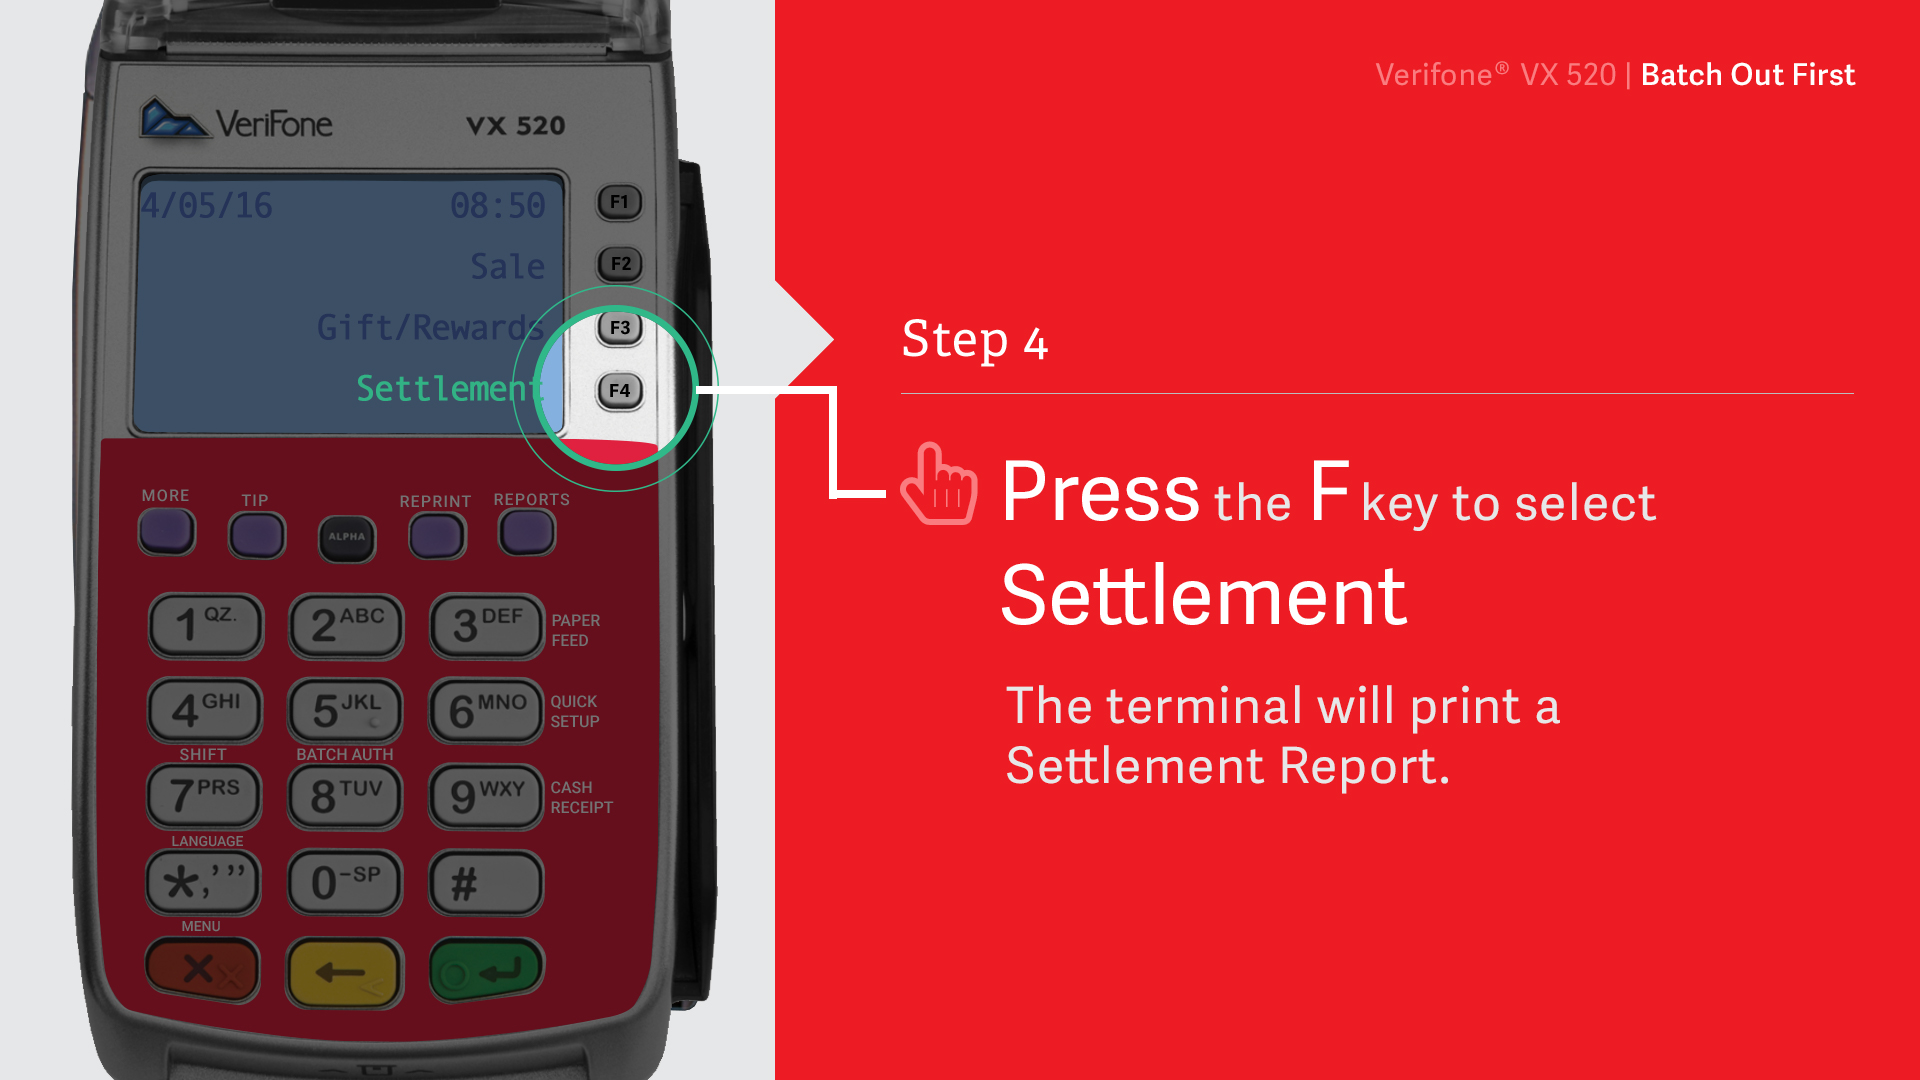 VeriFone VX 520
4/05/16 08:50
F1
Sale
F2
Gift/Rewards
F3
Settlement
F4
MORE TIP ALPHA REPRINT REPORTS
1 QZ. 2 ABC 3 DEF PAPER FEED
4 GHI 5 JKL 6 MNO QUICK SETUP
SHIFT BATCH AUTH
7 PRS 8 TUV 9 WXY CASH RECEIPT
LANGUAGE
*,'" 0 -SP #
MENU
Verifone® VX 520 | Batch Out First
Step 4
Press the F key to select
Settlement
The terminal will print a
Settlement Report.